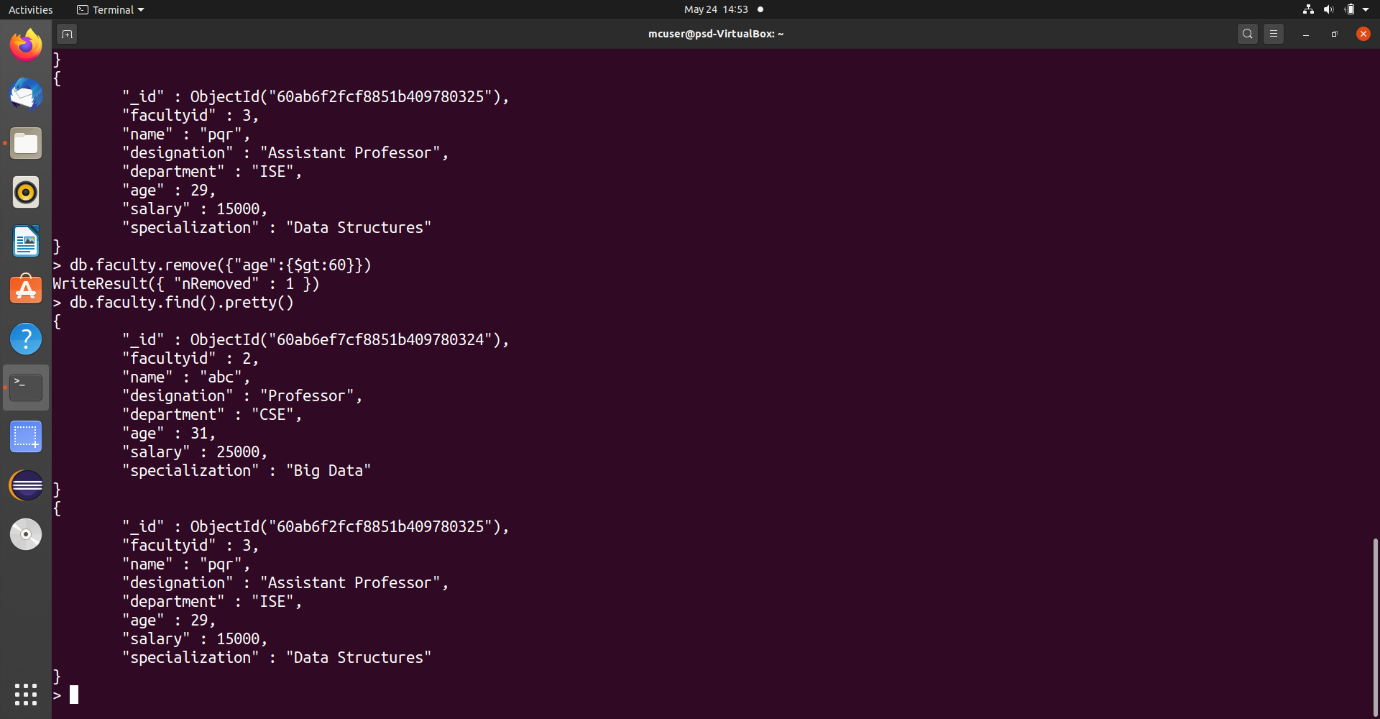 Activities
Terminal
May 24 14:53
mcuser@psd-VirtualBox: ~
}
{
"_id" : ObjectId("60ab6f2fcf8851b409780325"),
"facultyid" : 3,
"name" : "pqr",
"designation" : "Assistant Professor",
"department" : "ISE",
"age" : 29,
"salary" : 15000,
"specialization" : "Data Structures"
}
> db.faculty.remove({"age":{$gt:60}})
WriteResult({ "nRemoved" : 1 })
> db.faculty.find().pretty()
{
"_id" : ObjectId("60ab6ef7cf8851b409780324"),
"facultyid" : 2,
"name" : "abc",
"designation" : "Professor",
"department" : "CSE",
"age" : 31,
"salary" : 25000,
"specialization" : "Big Data"
}
{
"_id" : ObjectId("60ab6f2fcf8851b409780325"),
"facultyid" : 3,
"name" : "pqr",
"designation" : "Assistant Professor",
"department" : "ISE",
"age" : 29,
"salary" : 15000,
"specialization" : "Data Structures"
}
>